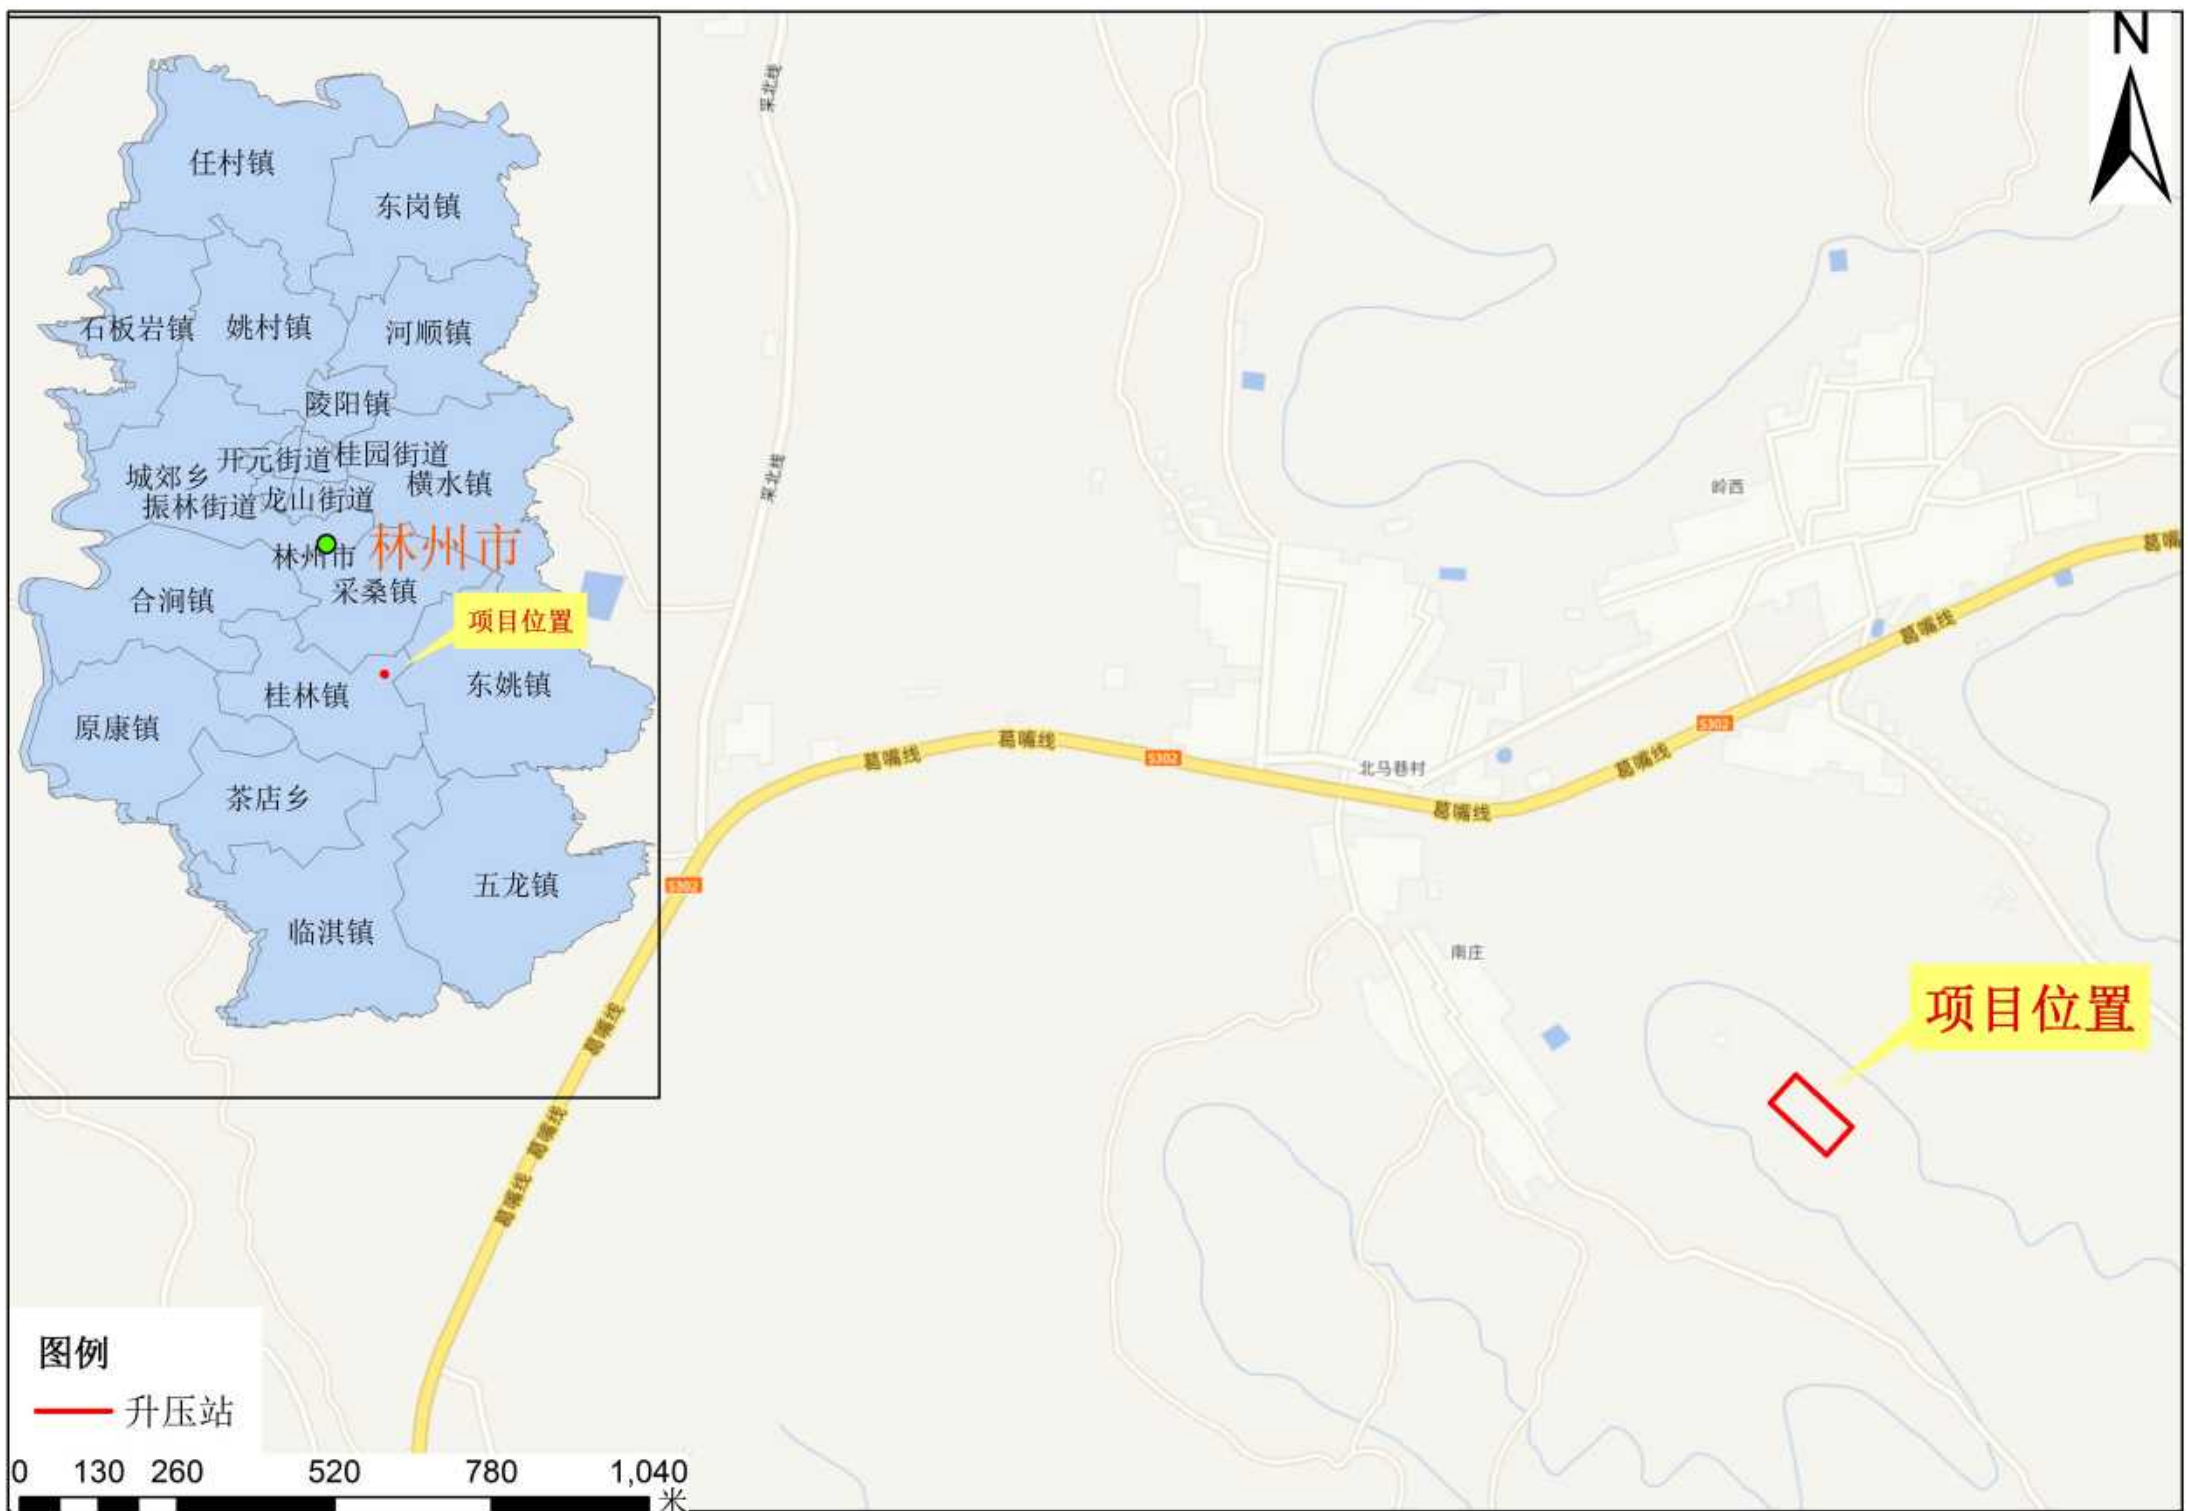 N
任村镇
东岗镇
石板岩镇
姚村镇
河顺镇
陵阳镇
开元街道
桂园街道
城郊乡
横水镇
振林街道
龙山街道
林州市
林州市
采桑镇
合涧镇
项目位置
桂林镇
东姚镇
原康镇
茶店乡
五龙镇
临淇镇
采北线
采北线
岭西
葛嘴
葛嘴线
S302
葛嘴线
葛嘴线
葛嘴线
S302
北马巷村
葛嘴线
S302
南庄
葛嘴线
葛嘴线
葛嘴线
项目位置
图例
升压站
0 130 260 520 780 1,040
米